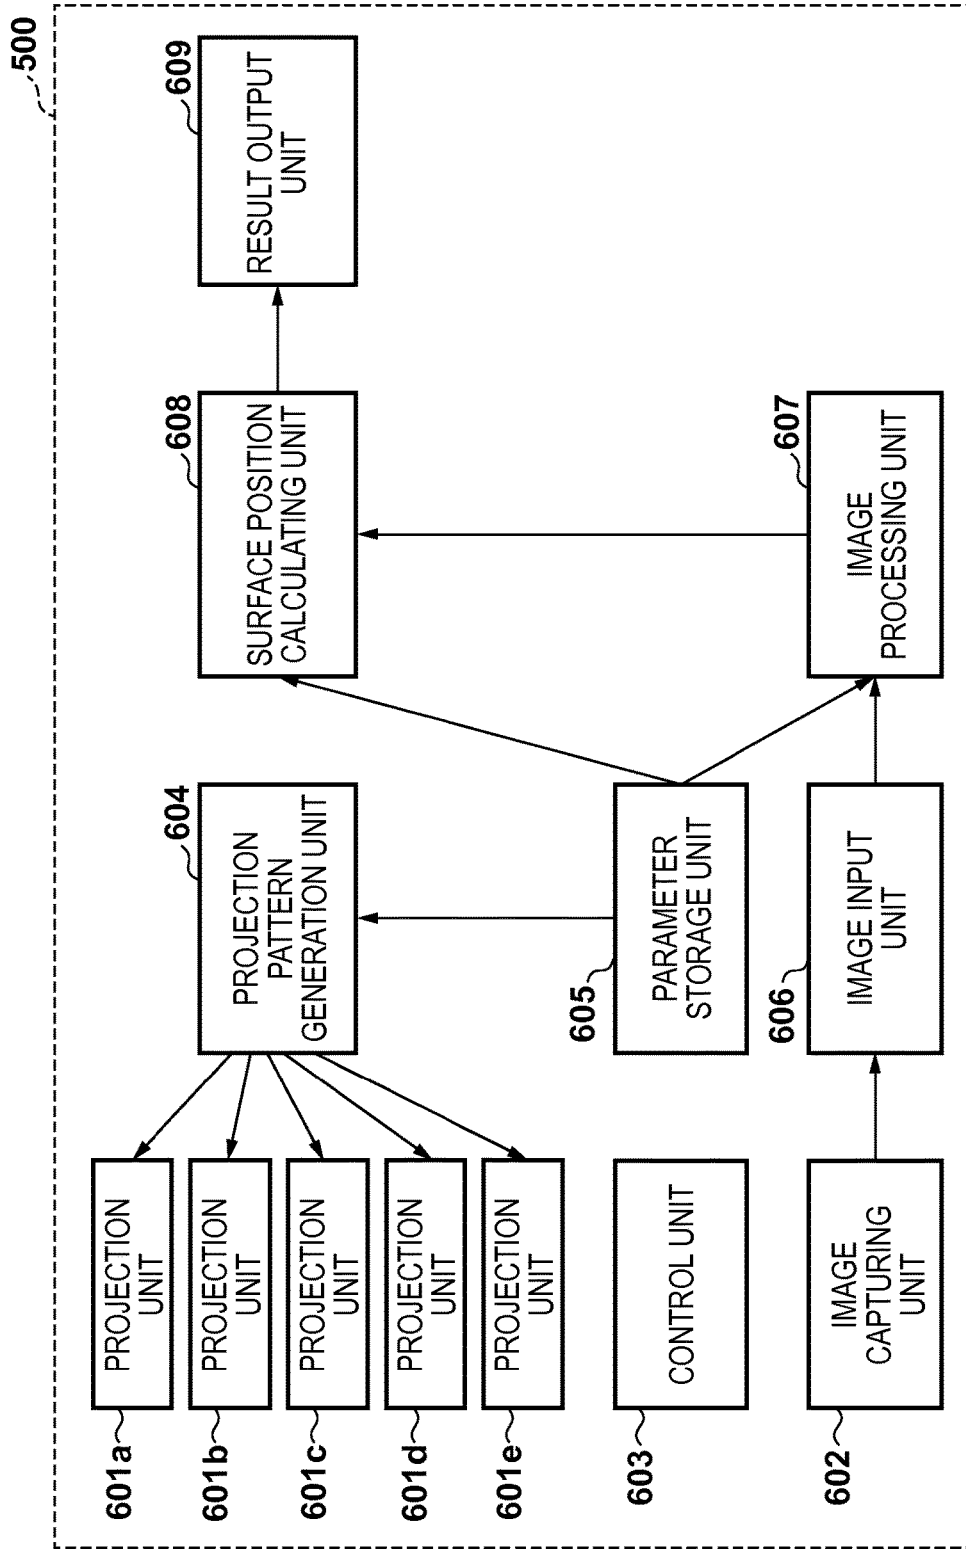 500
601a
PROJECTION
UNIT
601b
PROJECTION
UNIT
601c
PROJECTION
UNIT
601d
PROJECTION
UNIT
601e
PROJECTION
UNIT
603
CONTROL UNIT
602
IMAGE
CAPTURING
UNIT
604
PROJECTION
PATTERN
GENERATION UNIT
605
PARAMETER
STORAGE UNIT
606
IMAGE INPUT
UNIT
608
SURFACE POSITION
CALCULATING UNIT
607
IMAGE
PROCESSING UNIT
609
RESULT OUTPUT
UNIT